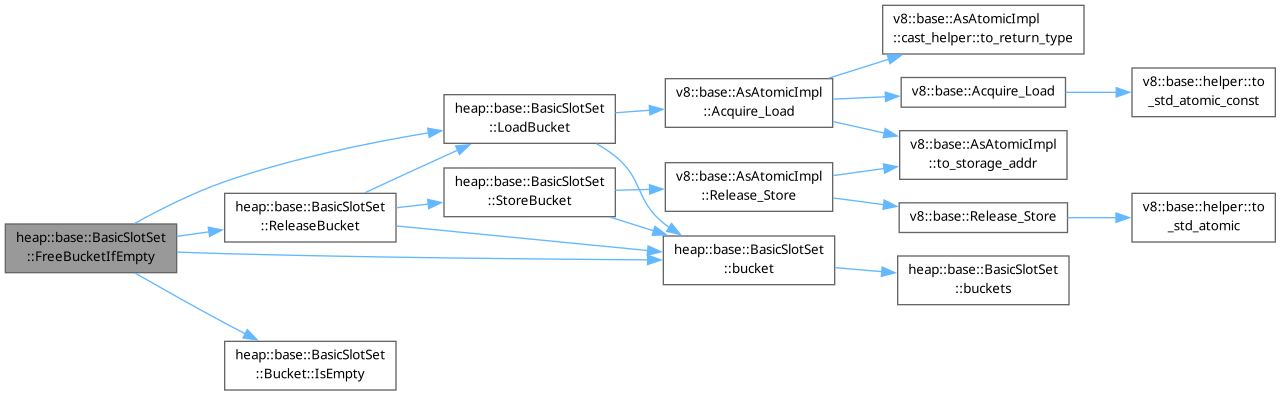 heap::base::BasicSlotSet
::FreeBucketIfEmpty
heap::base::BasicSlotSet
::ReleaseBucket
heap::base::BasicSlotSet
::Bucket::IsEmpty
heap::base::BasicSlotSet
::LoadBucket
heap::base::BasicSlotSet
::StoreBucket
v8::base::AsAtomicImpl
::Acquire_Load
v8::base::AsAtomicImpl
::Release_Store
heap::base::BasicSlotSet
::bucket
v8::base::AsAtomicImpl
::cast_helper::to_return_type
v8::base::Acquire_Load
v8::base::AsAtomicImpl
::to_storage_addr
v8::base::Release_Store
heap::base::BasicSlotSet
::buckets
v8::base::helper::to
_std_atomic_const
v8::base::helper::to
_std_atomic